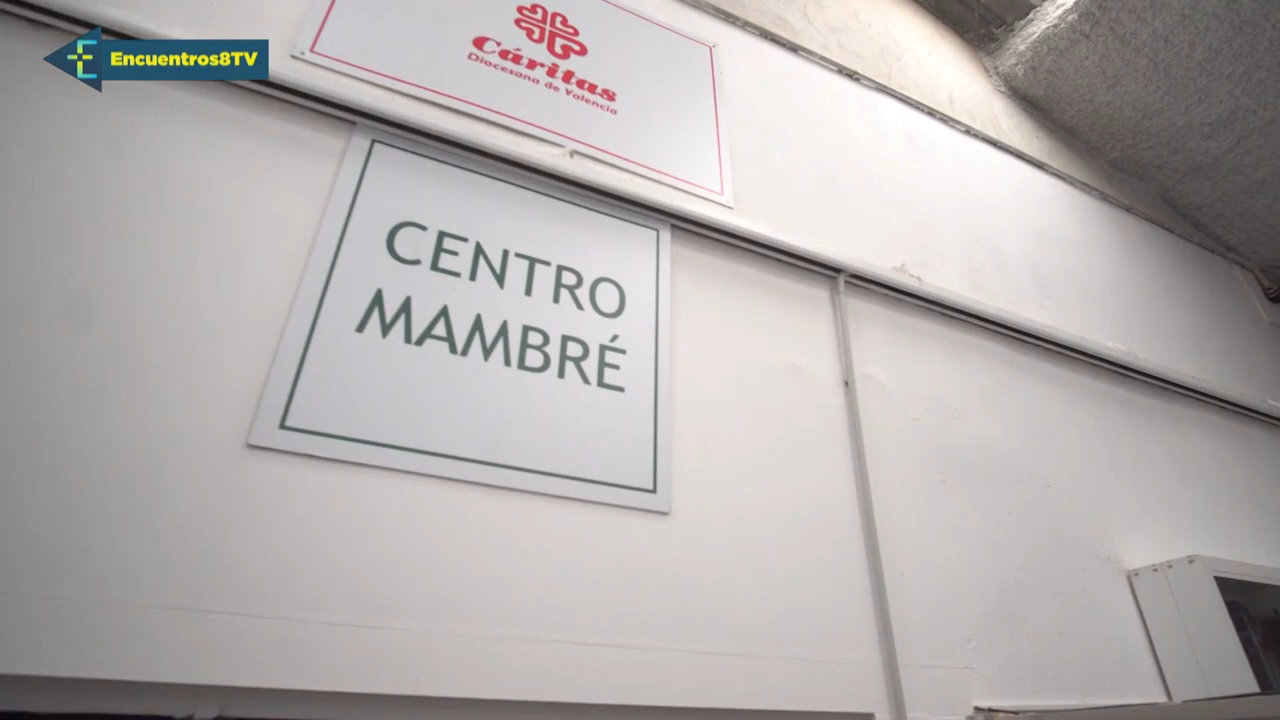 Encuentros8TV
Cáritas
Diocesana de Valencia
CENTRO
MAMBRÉ